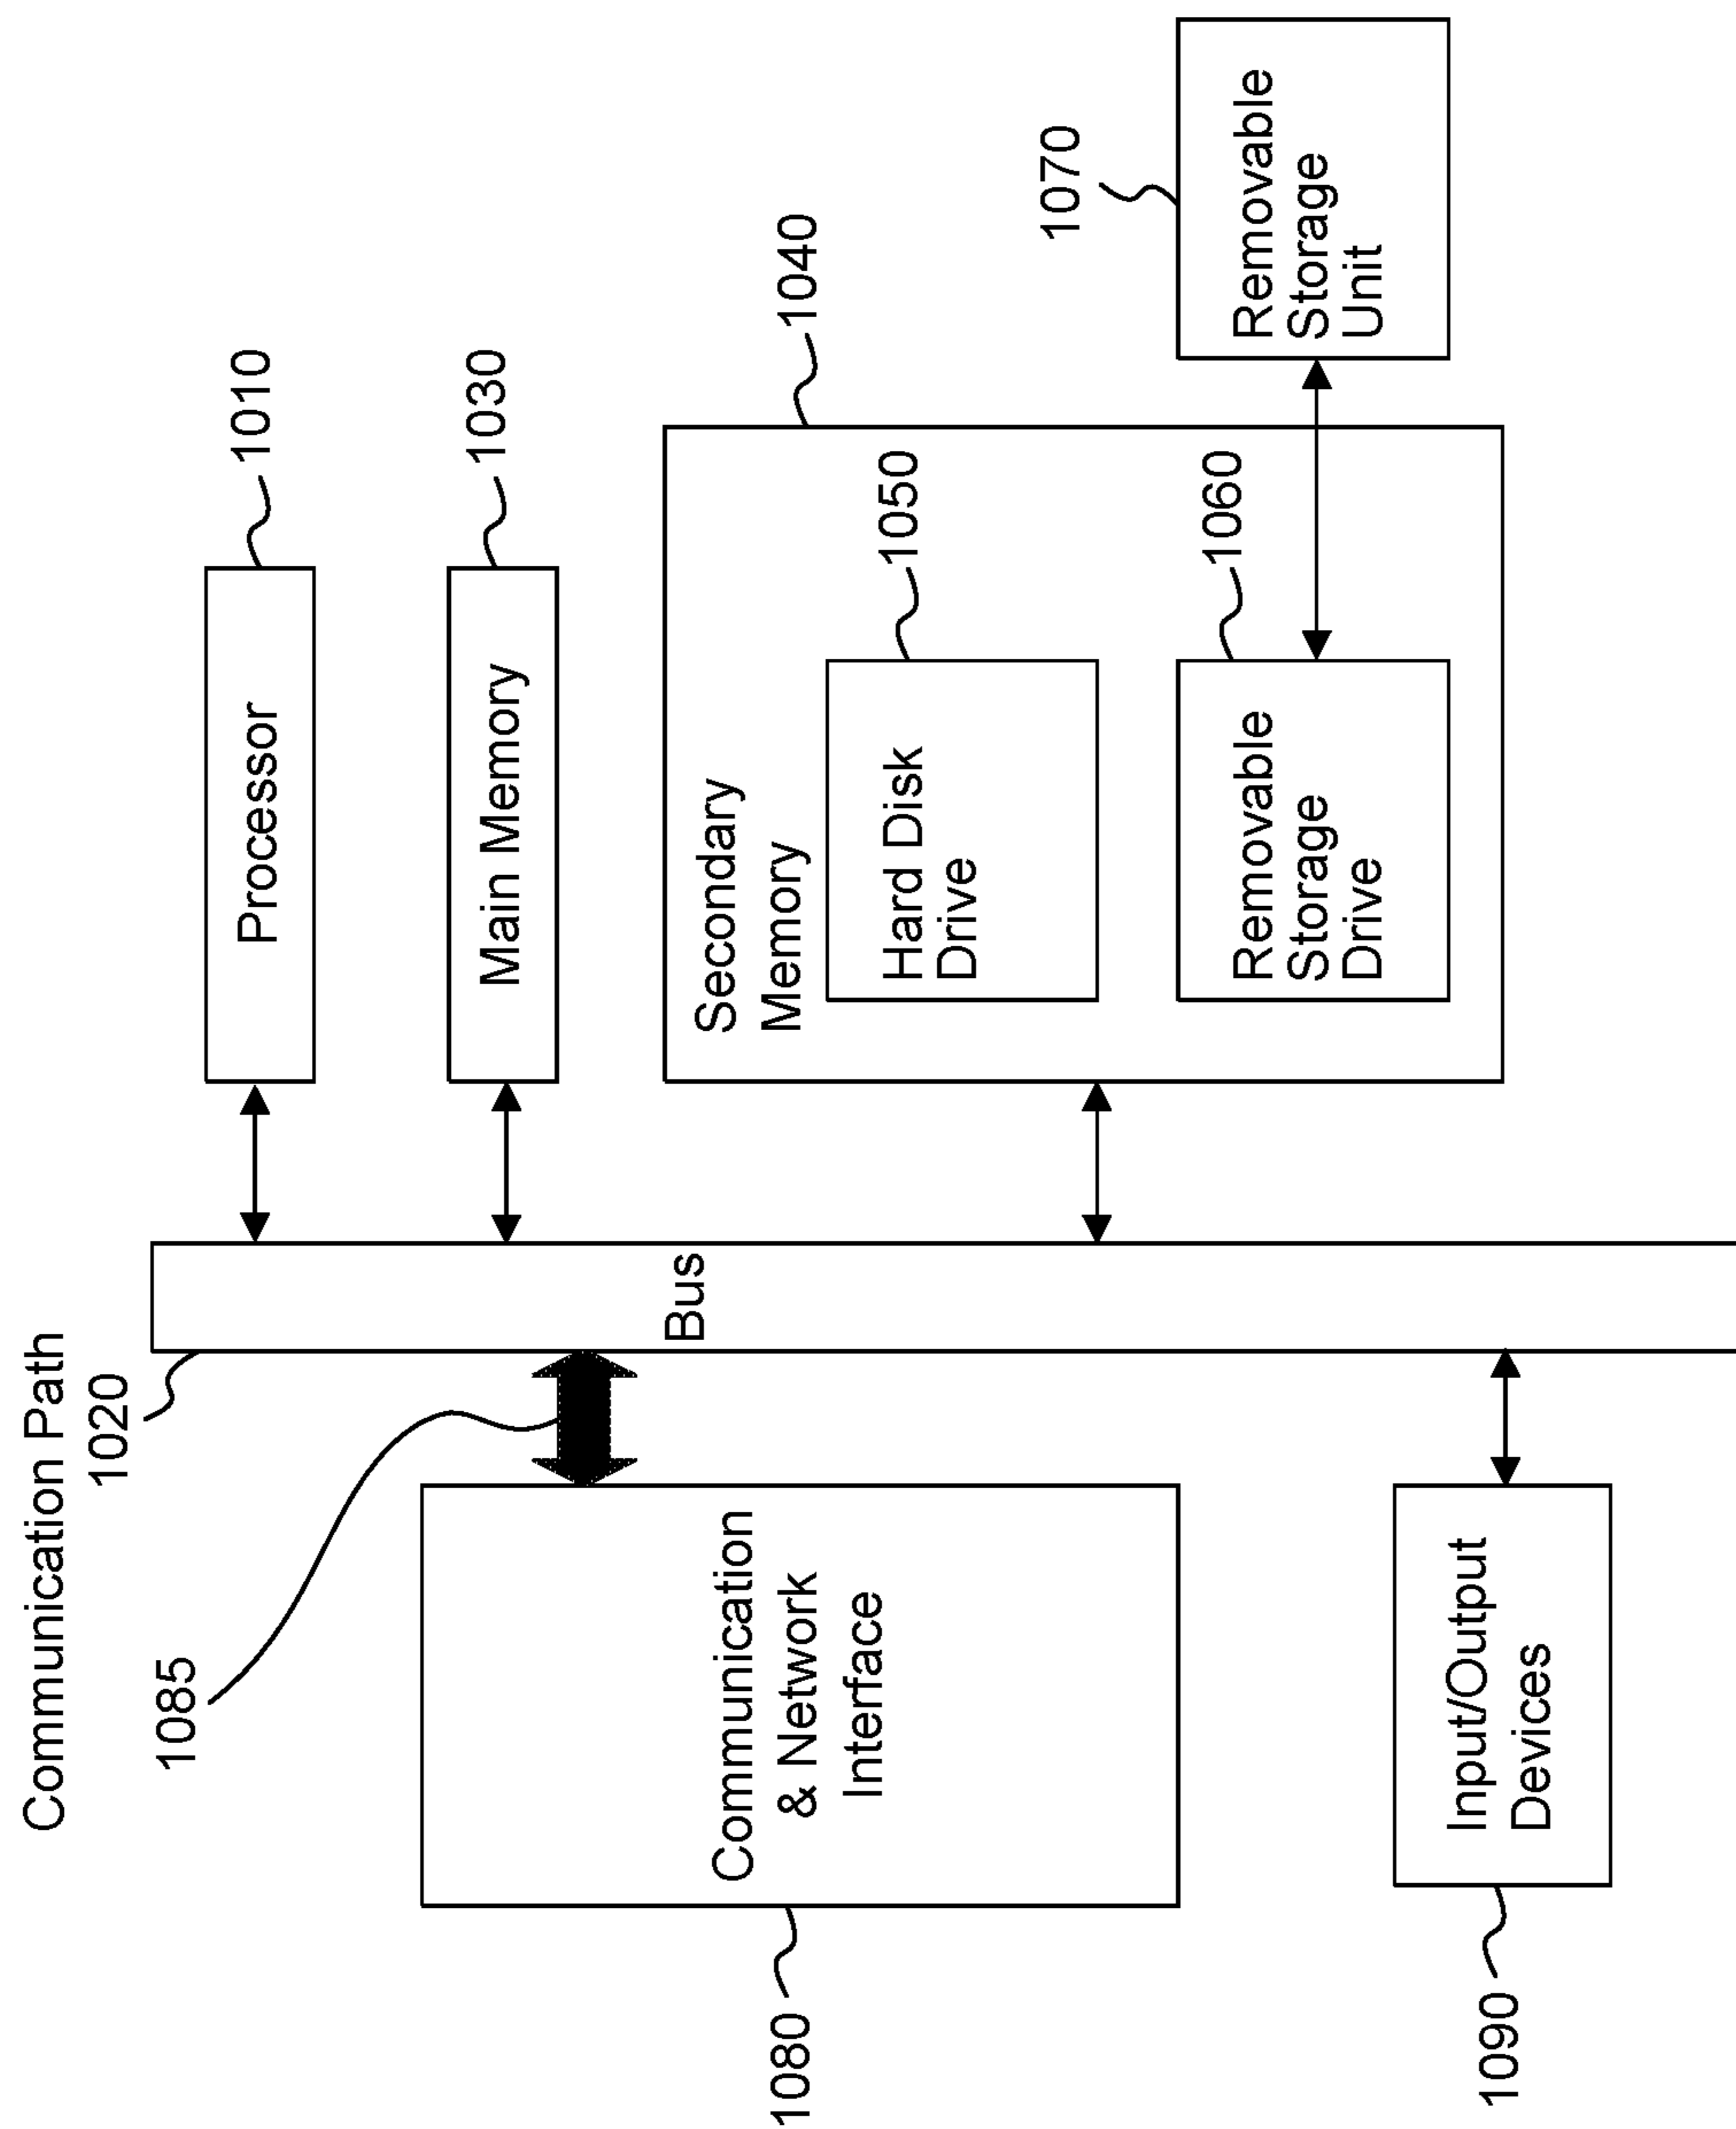 Communication Path
1020
1085
Processor
1010
Main Memory
1030
Bus
Secondary
Memory
1040
Hard Disk
Drive
1050
Removable
Storage
Drive
1060
Removable
Storage
Unit
1070
Communication
& Network
Interface
1080
Input/Output
Devices
1090